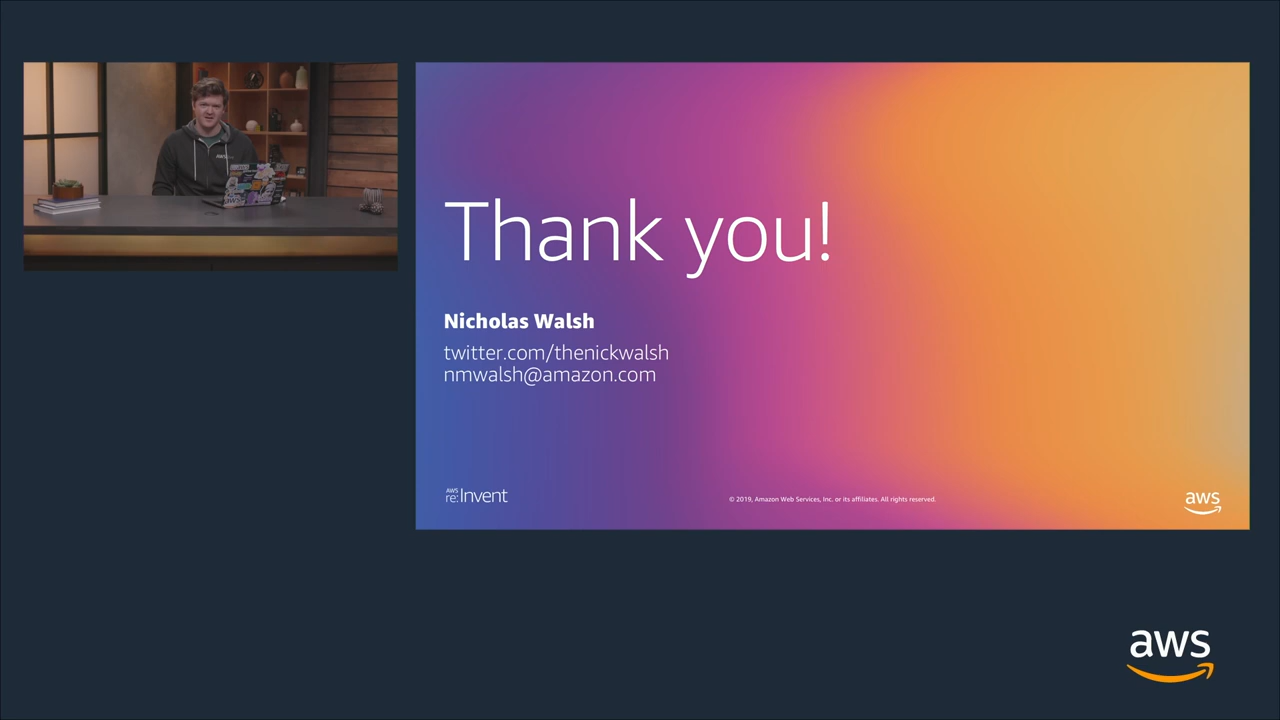 Thank you!
Nicholas Walsh
twitter.com/thenickwalsh
nmwalsh@amazon.com
AWS
re:Invent
© 2019, Amazon Web Services, Inc. or its affiliates. All rights reserved.
aws
aws